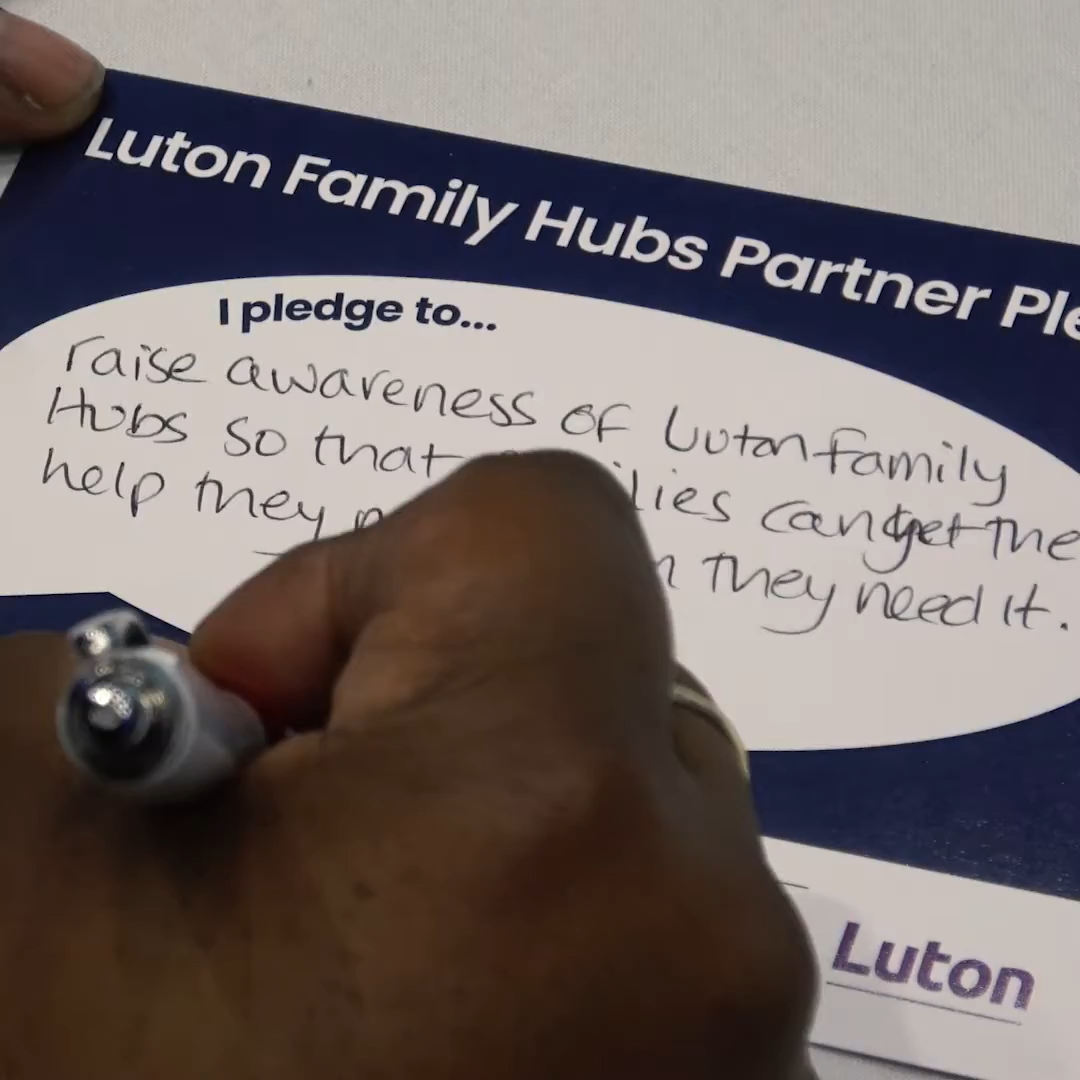 Luton Family Hubs Partner Ple
I pledge to...
raise awareness of Luton Family
Hubs so that can get the
help they they need it.
Luton